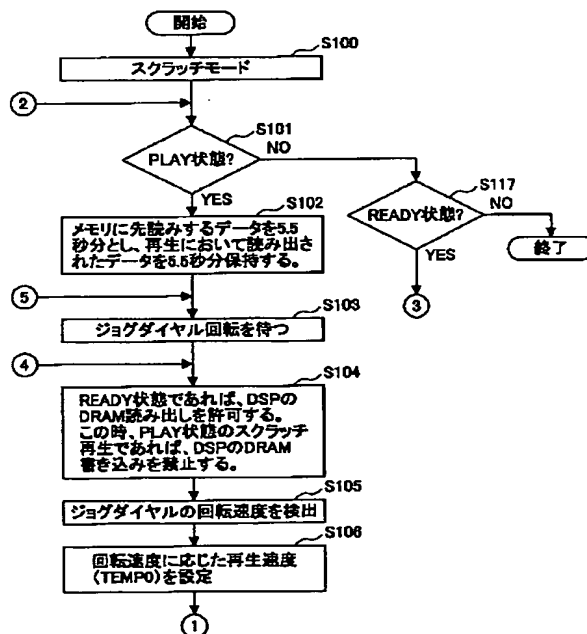 開始
S100
スクラッチモード
②
S101
PLAY状態?
NO
YES
S102
メモリに先読みするデータを5.5
秒分とし、再生において読み出さ
れたデータを5.5秒分保持する。
S117
READY状態?
NO
YES
終了
③
⑤
S103
ジョグダイヤル回転を待つ
④
S104
READY状態であれば、DSPの
DRAM読み出しを許可する。
この時、PLAY状態のスクラッチ
再生であれば、DSPのDRAM
書き込みを禁止する。
S105
ジョグダイヤルの回転速度を検出
S106
回転速度に応じた再生速度
(TEMPO)を設定
①